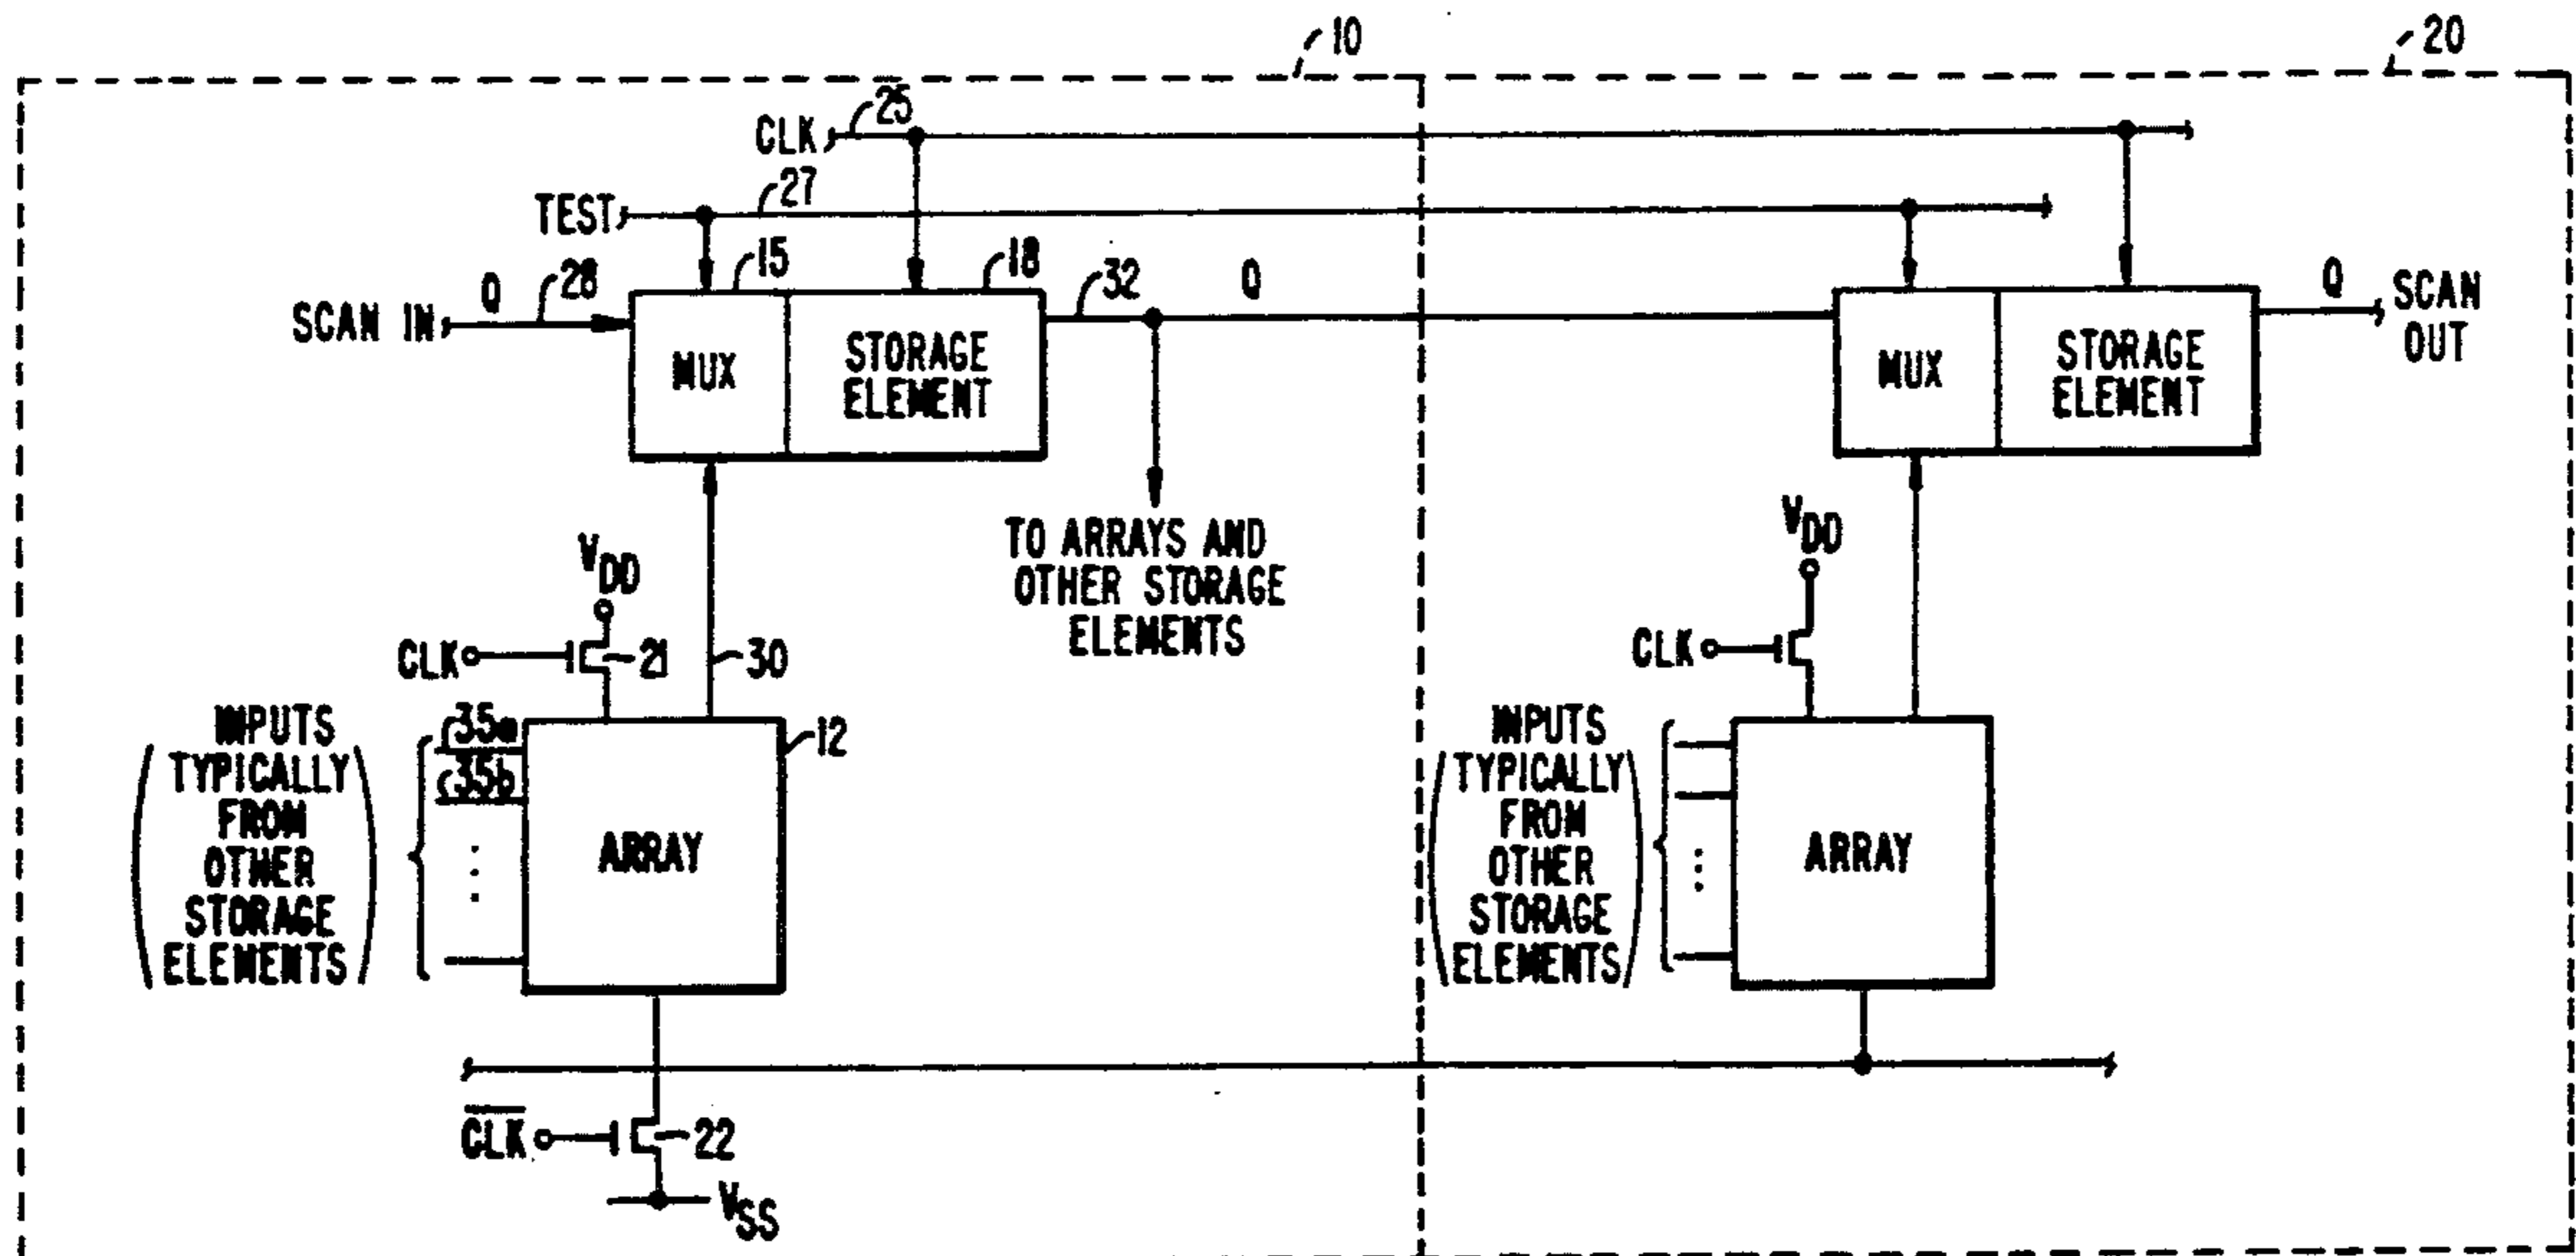 10
20
CLK 25
TEST 27
15
18
32
Q
SCAN IN
Q
28
MUX
STORAGE
ELEMENT
MUX
STORAGE
ELEMENT
Q
SCAN
OUT
TO ARRAYS AND
OTHER STORAGE
ELEMENTS
VDD
CLK
21
30
INPUTS
TYPICALLY
FROM
OTHER
STORAGE
ELEMENTS
35a
35b
ARRAY
12
CLK
22
VSS
VDD
CLK
INPUTS
TYPICALLY
FROM
OTHER
STORAGE
ELEMENTS
ARRAY